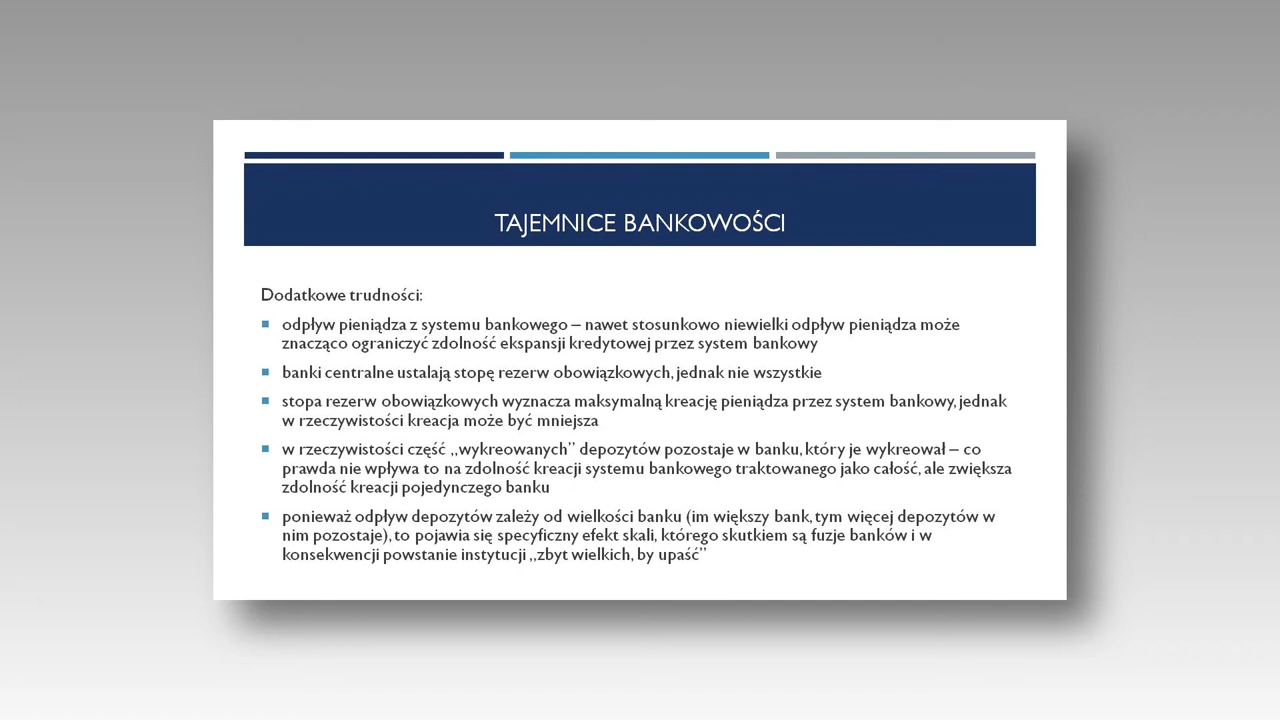 TAJEMNICE BANKOWOŚCI
Dodatkowe trudności:
odpływ pieniądza z systemu bankowego – nawet stosunkowo niewielki odpływ pieniądza może
znacząco ograniczyć zdolność ekspansji kredytowej przez system bankowy
banki centralne ustalają stopę rezerw obowiązkowych, jednak nie wszystkie
stopa rezerw obowiązkowych wyznacza maksymalną kreację pieniądza przez system bankowy, jednak
w rzeczywistości kreacja może być mniejsza
w rzeczywistości część ,,wykreowanych” depozytów pozostaje w banku, który je wykreował – co
prawda nie wpływa to na zdolność kreacji systemu bankowego traktowanego jako całość, ale zwiększa
zdolność kreacji pojedynczego banku
ponieważ odpływ depozytów zależy od wielkości banku (im większy bank, tym więcej depozytów w
nim pozostaje), to pojawia się specyficzny efekt skali, którego skutkiem są fuzje banków i w
konsekwencji powstanie instytucji ,,zbyt wielkich, by upaść”